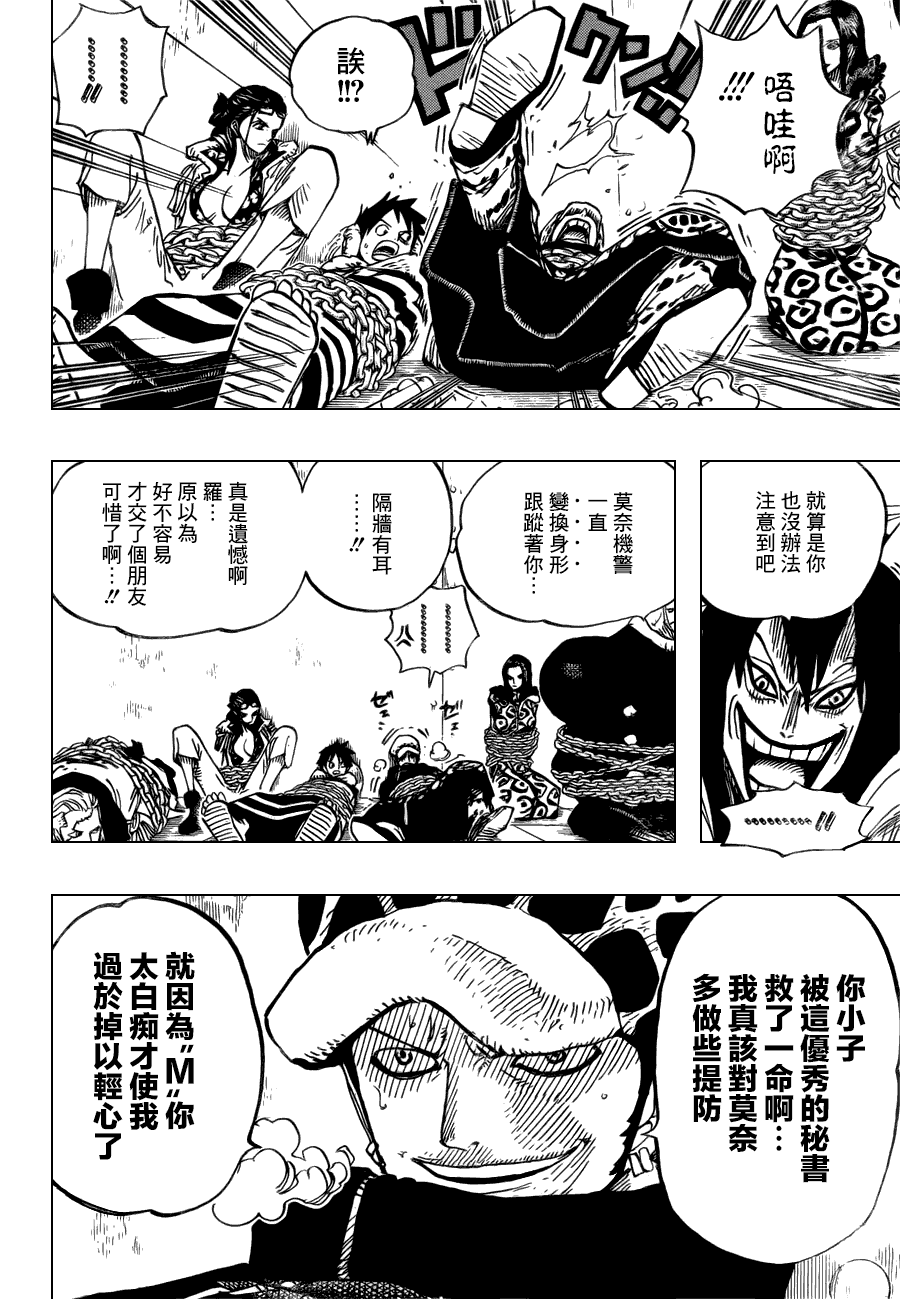 唔哇啊
!!!
ドクン!!
誒
!!?
………………
!!
就算是你
也沒辦法
注意到吧
…………!!
莫奈機警
一直
變換身形
跟蹤著你…
………………
ゼェ
ゼェ
隔牆有耳
……!!
真是遺憾啊
羅…
原以為
好不容易
才交了個朋友
可惜了啊…!!
你小子
被這優秀的秘書
救了一命啊…
我真該對莫奈
多做些提防
就因為"M"你
太白痴才使我
過於掉以輕心了